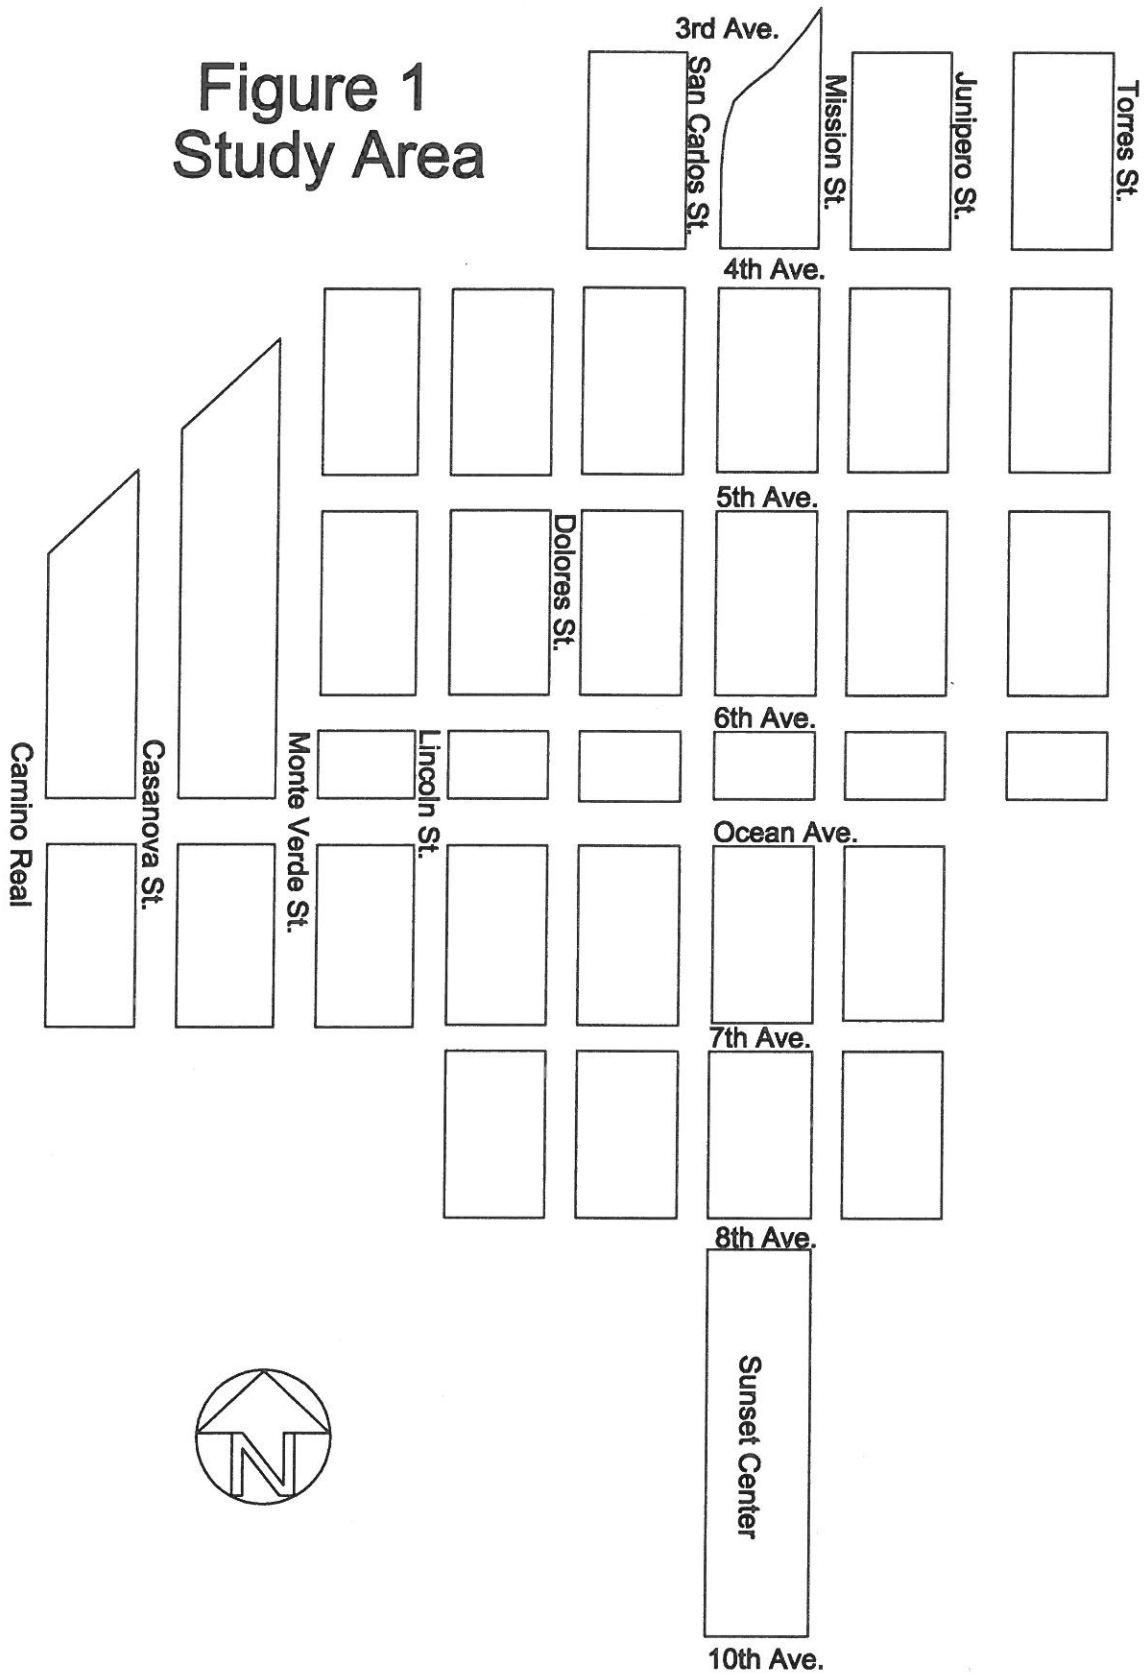 Figure 1
Study Area
3rd Ave.
San Carlos St.
Mission St.
Junipero St.
Torres St.
4th Ave.
5th Ave.
Dolores St.
6th Ave.
Camino Real
Casanova St.
Monte Verde St.
Lincoln St.
Ocean Ave.
7th Ave.
8th Ave.
Sunset Center
N
10th Ave.